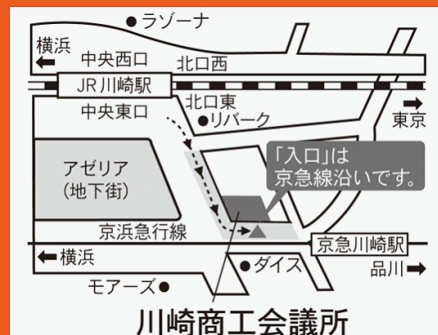 ●ラゾーナ
横浜
中央西口
北口西
JR川崎駅
中央東口
北口東
●リバーク
東京
アゼリア
(地下街)
「入口」は
京急線沿いです。
京浜急行線
京急川崎駅
横浜
●ダイス
品川
モアーズ●
川崎商工会議所